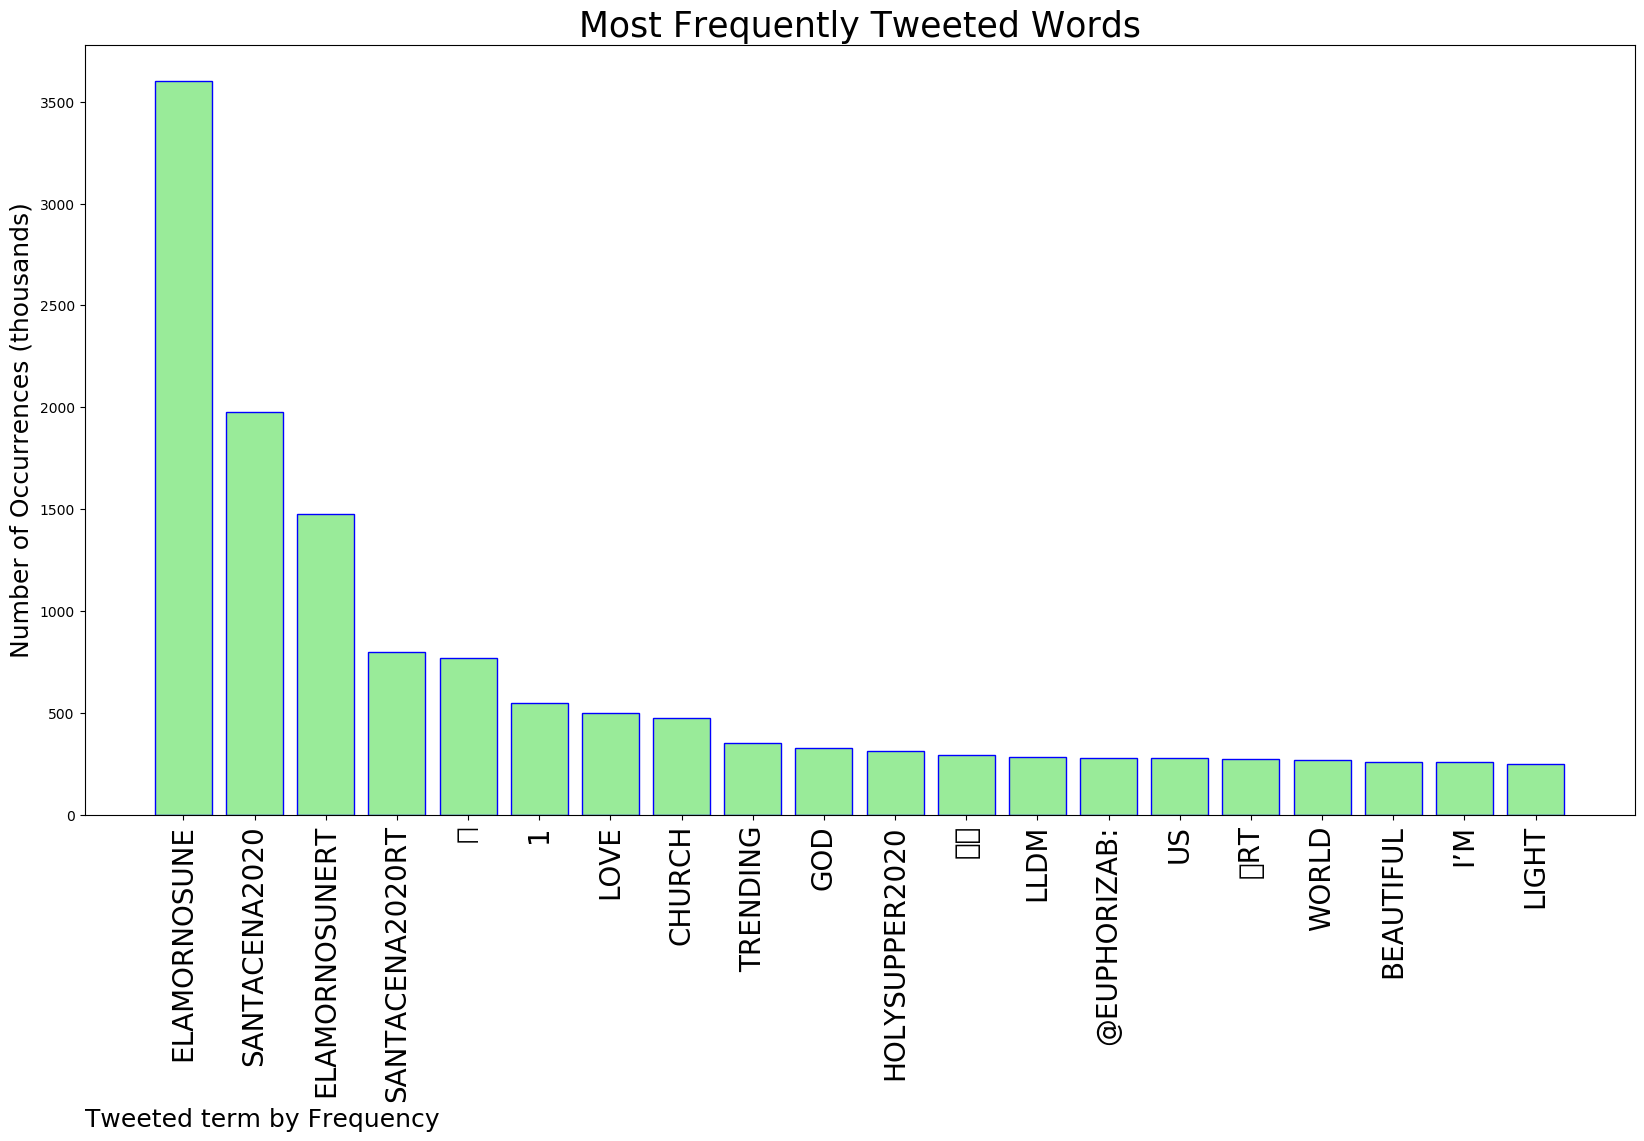 Most Frequently Tweeted Words
Number of Occurrences (thousands)
3500
3000
2500
2000
1500
1000
500
0
ELAMORNOSUNE
SANTACENA2020
ELAMORNOSUNERT
SANTACENA2020RT
▯
1
LOVE
CHURCH
TRENDING
GOD
HOLYSUPPER2020
▯▯
LLDM
@EUPHORIZAB:
US
▯RT
WORLD
BEAUTIFUL
I’M
LIGHT
Tweeted term by Frequency